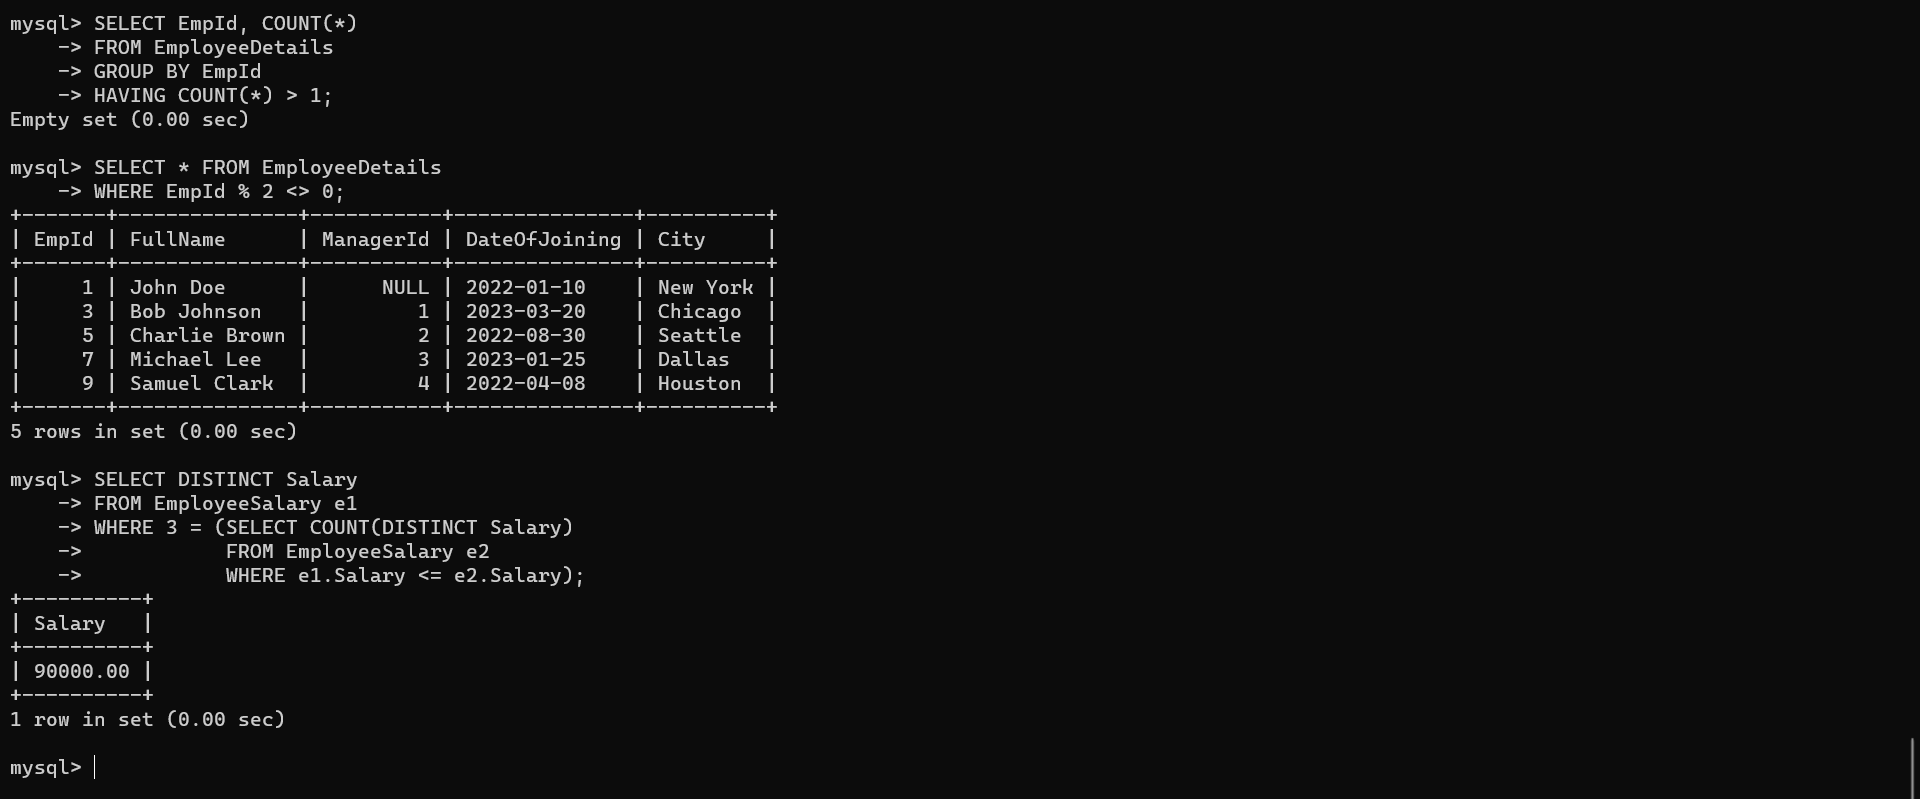 mysql> SELECT EmpId, COUNT(*)
    -> FROM EmployeeDetails
    -> GROUP BY EmpId
    -> HAVING COUNT(*) > 1;
Empty set (0.00 sec)

mysql> SELECT * FROM EmployeeDetails
    -> WHERE EmpId % 2 <> 0;
+-------+---------------+-----------+---------------+----------+
| EmpId | FullName      | ManagerId | DateOfJoining | City     |
+-------+---------------+-----------+---------------+----------+
|     1 | John Doe      |      NULL | 2022-01-10    | New York |
|     3 | Bob Johnson   |         1 | 2023-03-20    | Chicago  |
|     5 | Charlie Brown |         2 | 2022-08-30    | Seattle  |
|     7 | Michael Lee   |         3 | 2023-01-25    | Dallas   |
|     9 | Samuel Clark  |         4 | 2022-04-08    | Houston  |
+-------+---------------+-----------+---------------+----------+
5 rows in set (0.00 sec)

mysql> SELECT DISTINCT Salary
    -> FROM EmployeeSalary e1
    -> WHERE 3 = (SELECT COUNT(DISTINCT Salary)
    ->            FROM EmployeeSalary e2
    ->            WHERE e1.Salary <= e2.Salary);
+----------+
| Salary   |
+----------+
| 90000.00 |
+----------+
1 row in set (0.00 sec)

mysql>